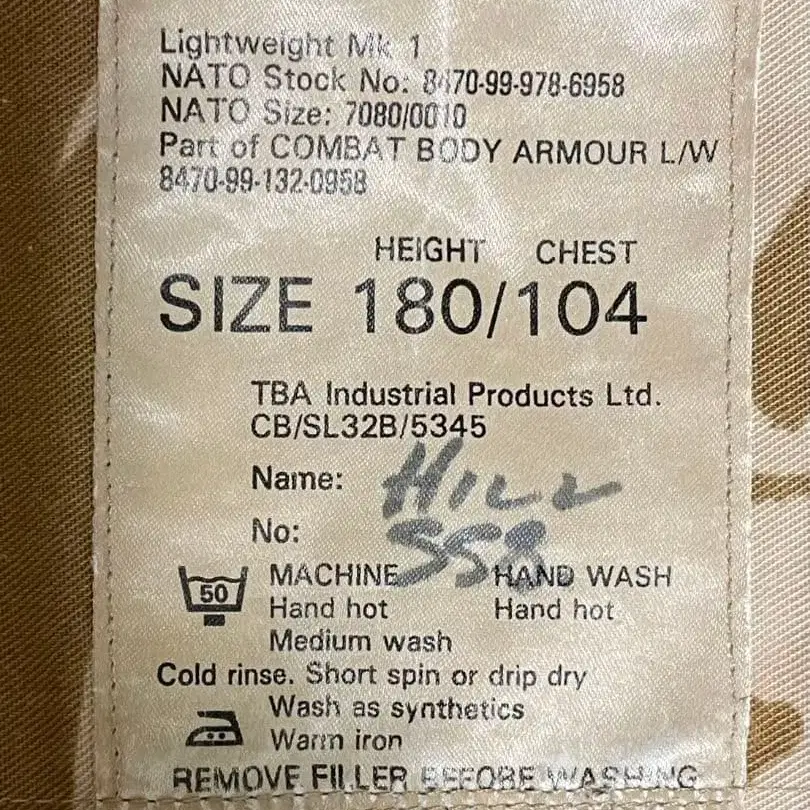 Lightweight Mk 1
NATO Stock No: 8470-99-978-6958
NATO Size: 7080/0010
Part of COMBAT BODY ARMOUR L/W
8470-99-132-0958
HEIGHT CHEST
SIZE 180/104
TBA Industrial Products Ltd.
CB/SL32B/5345
Name: HILL
No: 558
50 MACHINE HAND WASH
Hand hot Hand hot
Medium wash
Cold rinse. Short spin or drip dry
Wash as synthetics
Warm iron
REMOVE FILLER BEFORE WASHING